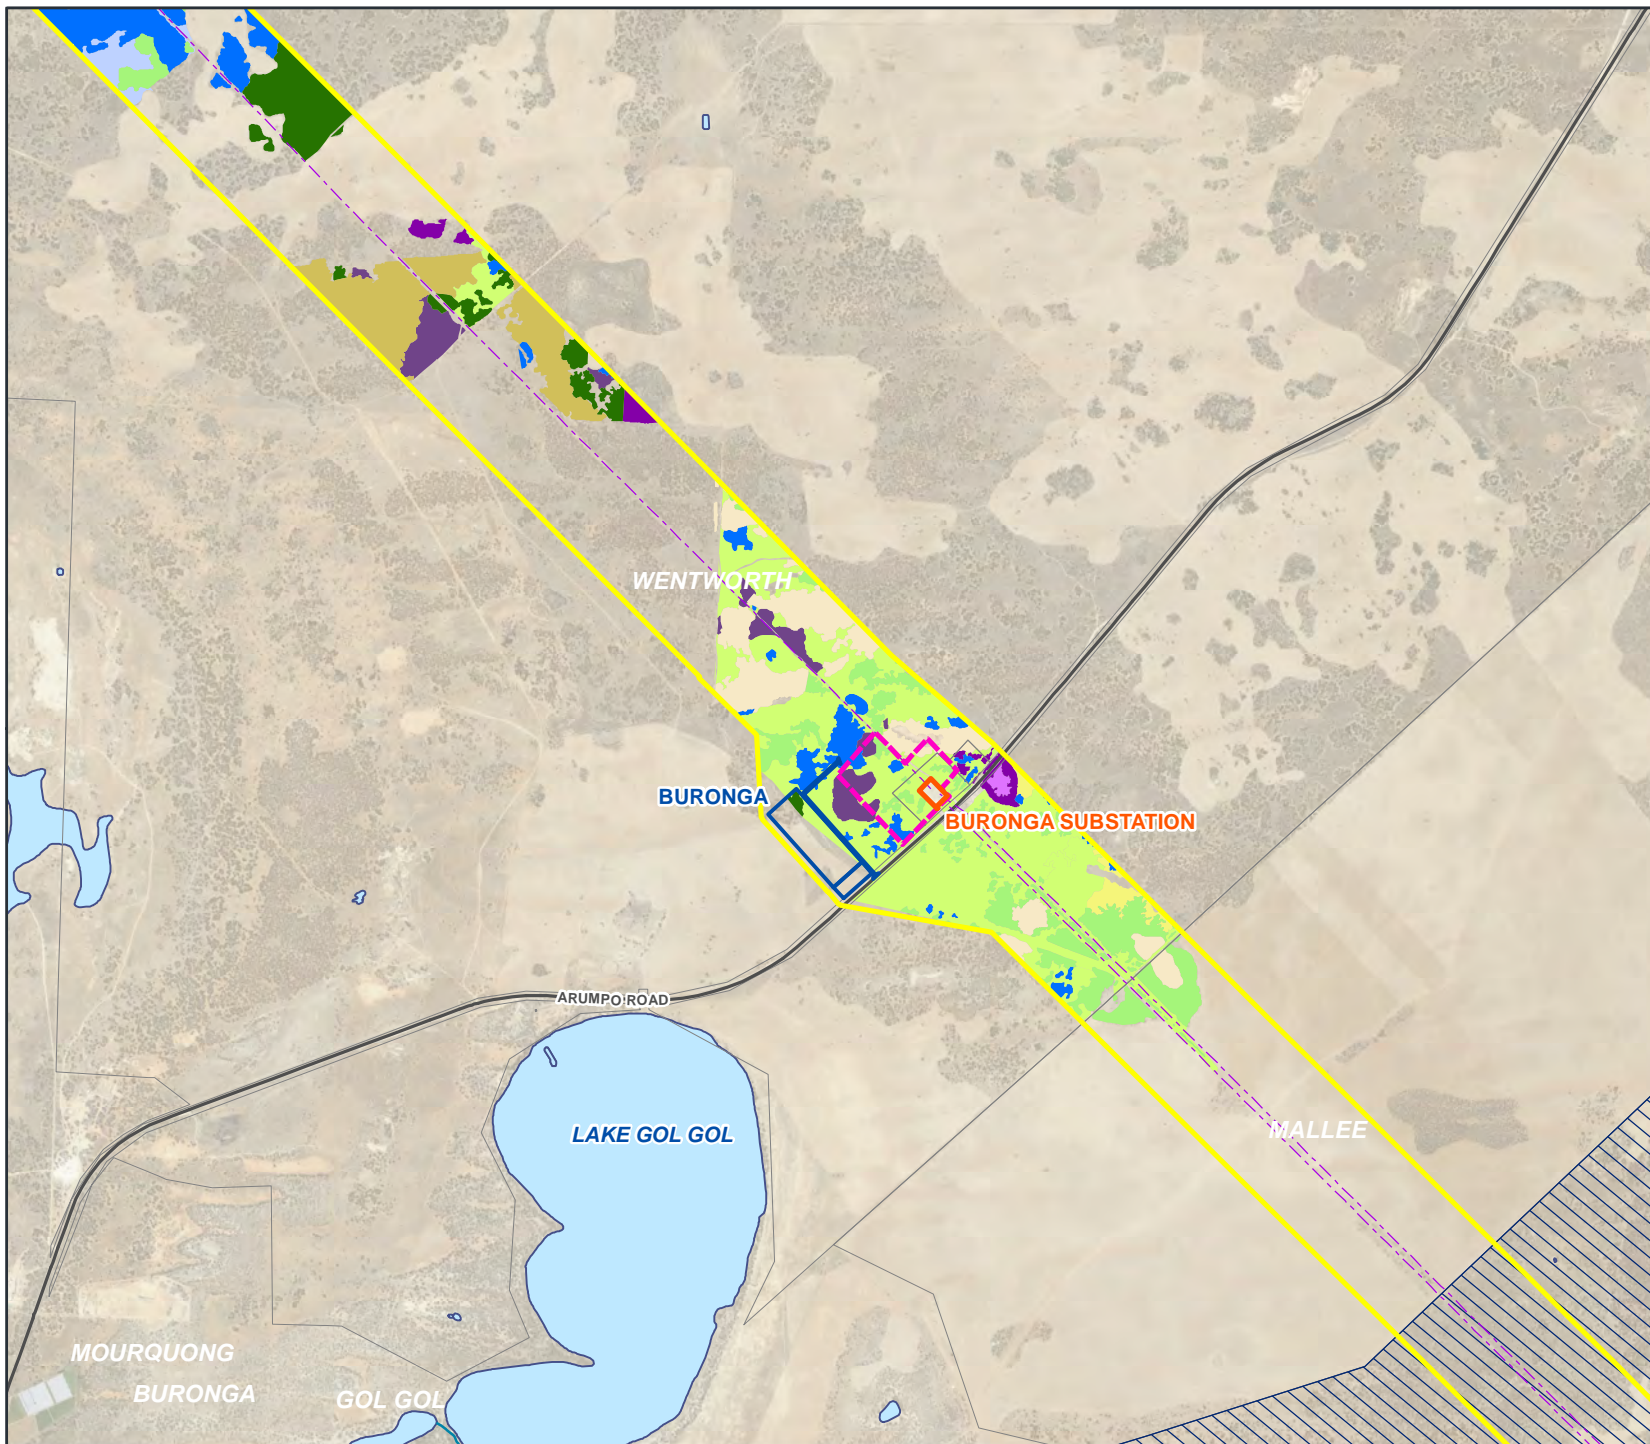 WENTWORTH
BURONGA
BURONGA SUBSTATION
ARUMPO ROAD
LAKE GOL GOL
MALLEE
MOURQUONG
BURONGA
GOL GOL